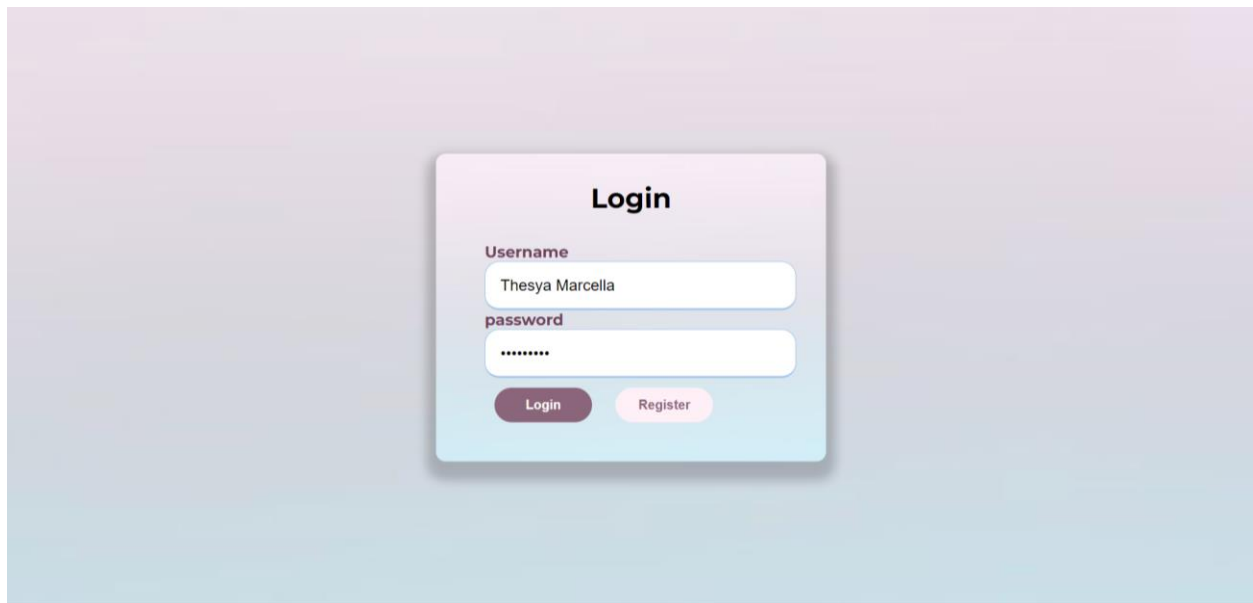 Login
Username
Thesya Marcella
password
•••••••••
Login Register